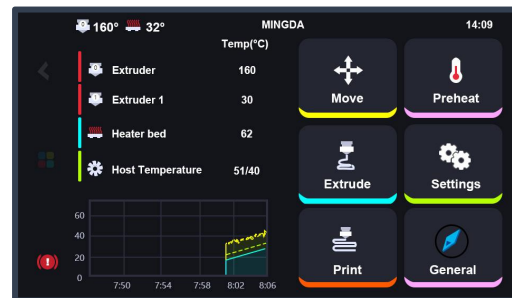 160° 32° MINGDA 14:09
Temp(°C)
Extruder 160
Extruder 1 30
Heater bed 62
Host Temperature 51/40
Move
Preheat
Extrude
Settings
Print
General
60
40
20
0
7:50 7:54 7:58 8:02 8:06